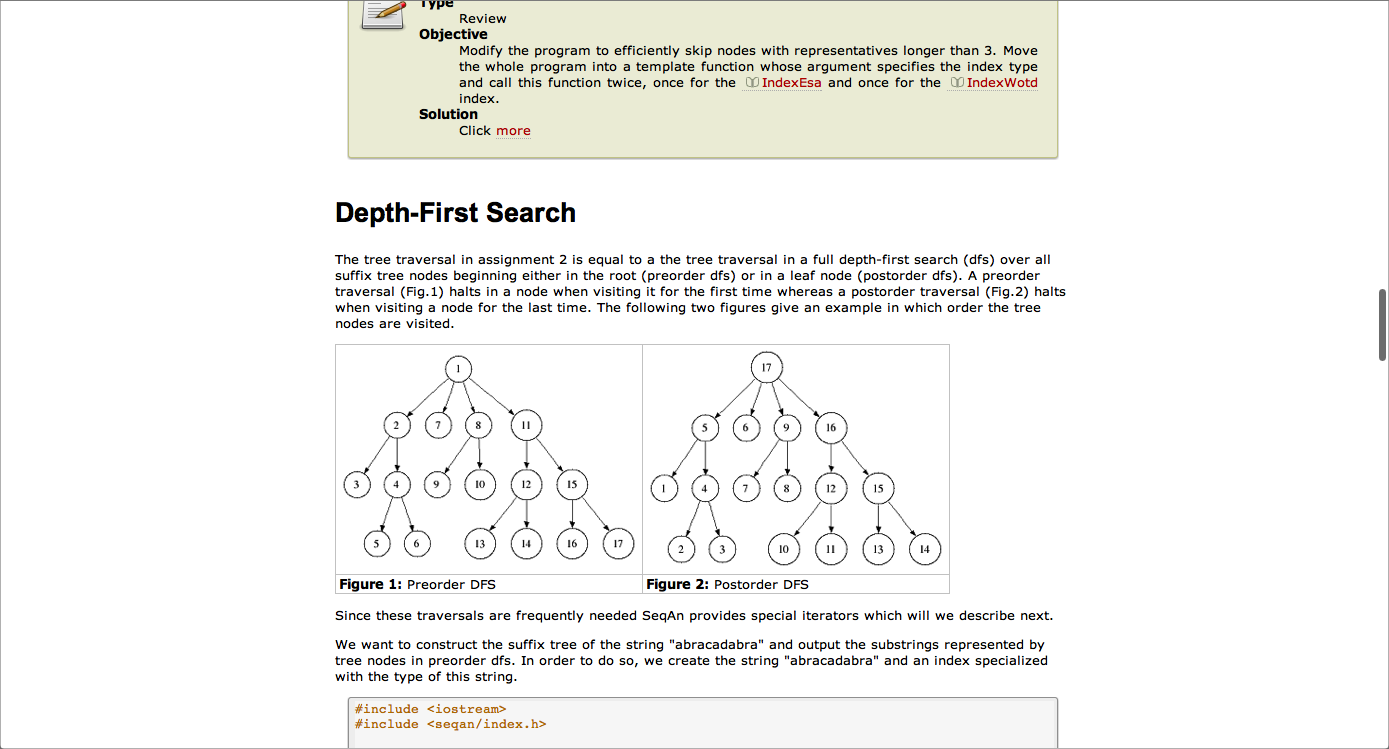 Type
Review
Objective
Modify the program to efficiently skip nodes with representatives longer than 3. Move
the whole program into a template function whose argument specifies the index type
and call this function twice, once for the IndexEsa and once for the IndexWotd
index.
Solution
Click more
Depth-First Search
The tree traversal in assignment 2 is equal to a the tree traversal in a full depth-first search (dfs) over all
suffix tree nodes beginning either in the root (preorder dfs) or in a leaf node (postorder dfs). A preorder
traversal (Fig.1) halts in a node when visiting it for the first time whereas a postorder traversal (Fig.2) halts
when visiting a node for the last time. The following two figures give an example in which order the tree
nodes are visited.
1
2 7 8 11
3 4 9 10 12 15
5 6 13 14 16 17
Figure 1: Preorder DFS
17
5 6 9 16
1 4 7 8 12 15
2 3 10 11 13 14
Figure 2: Postorder DFS
Since these traversals are frequently needed SeqAn provides special iterators which will we describe next.
We want to construct the suffix tree of the string "abracadabra" and output the substrings represented by
tree nodes in preorder dfs. In order to do so, we create the string "abracadabra" and an index specialized
with the type of this string.
#include <iostream>
#include <seqan/index.h>